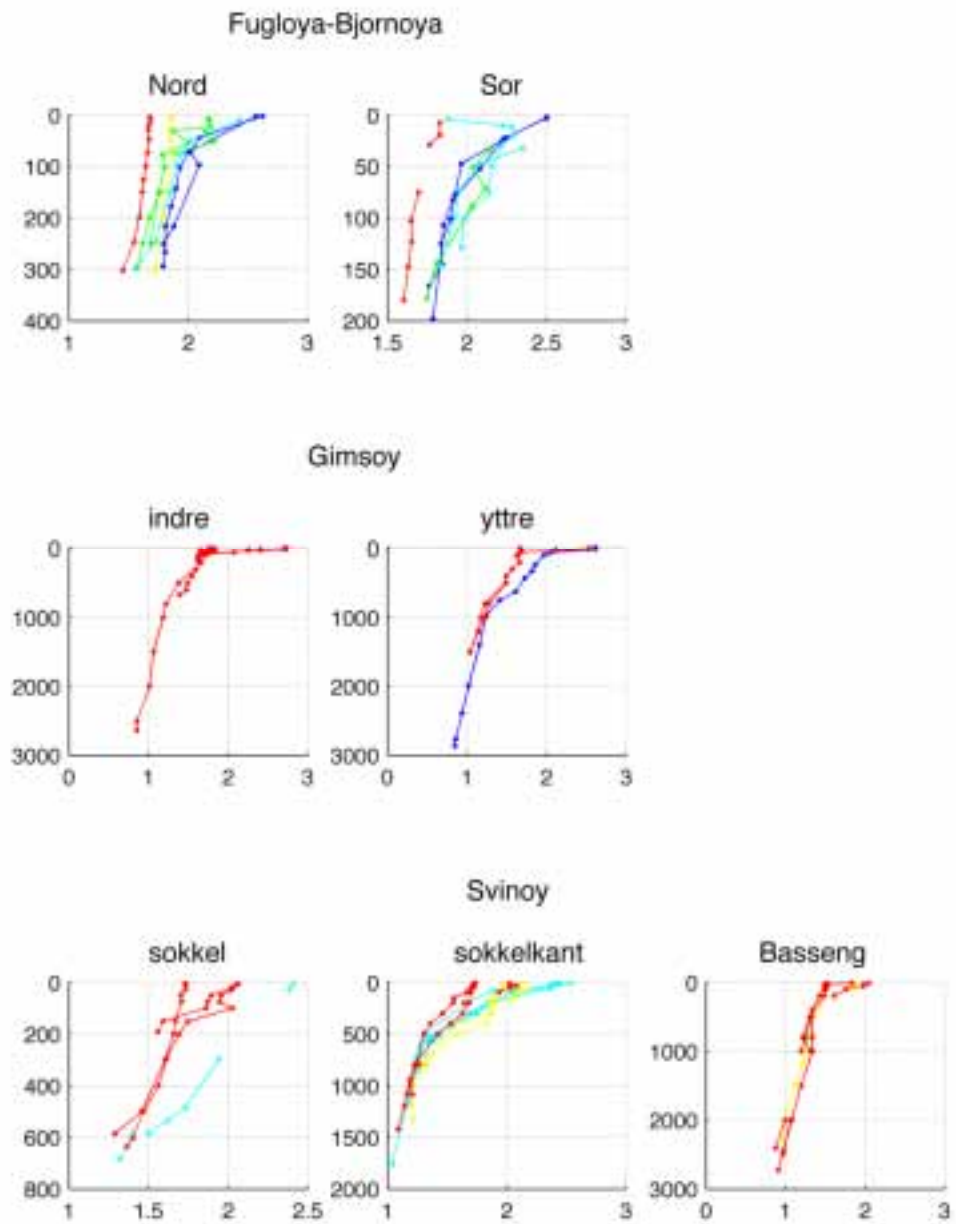 Fugloya-Bjornoya
Nord Sor
0 0
100 50
200 100
300 150
400 200
1 2 3 1.5 2 2.5 3
Gimsoy
indre yttre
0 0
1000 1000
2000 2000
3000 3000
0 1 2 3 0 1 2 3
Svinoy
sokkel sokkelkant Basseng
0 0 0
200 500 1000
400 1000 2000
600 1500 3000
800 2000
1 1.5 2 2.5 1 2 3 0 1 2 3